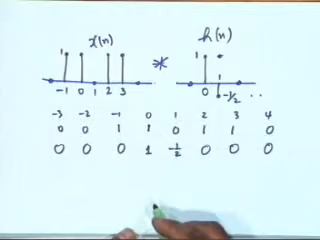 x(n) * h(n)
1 1
-1 0 1 2 3 0 1 -1/2 ..
-3 -2 -1 0 1 2 3 4
0 0 1 1 0 1 1 0
0 0 0 1 1/2 0 0 0